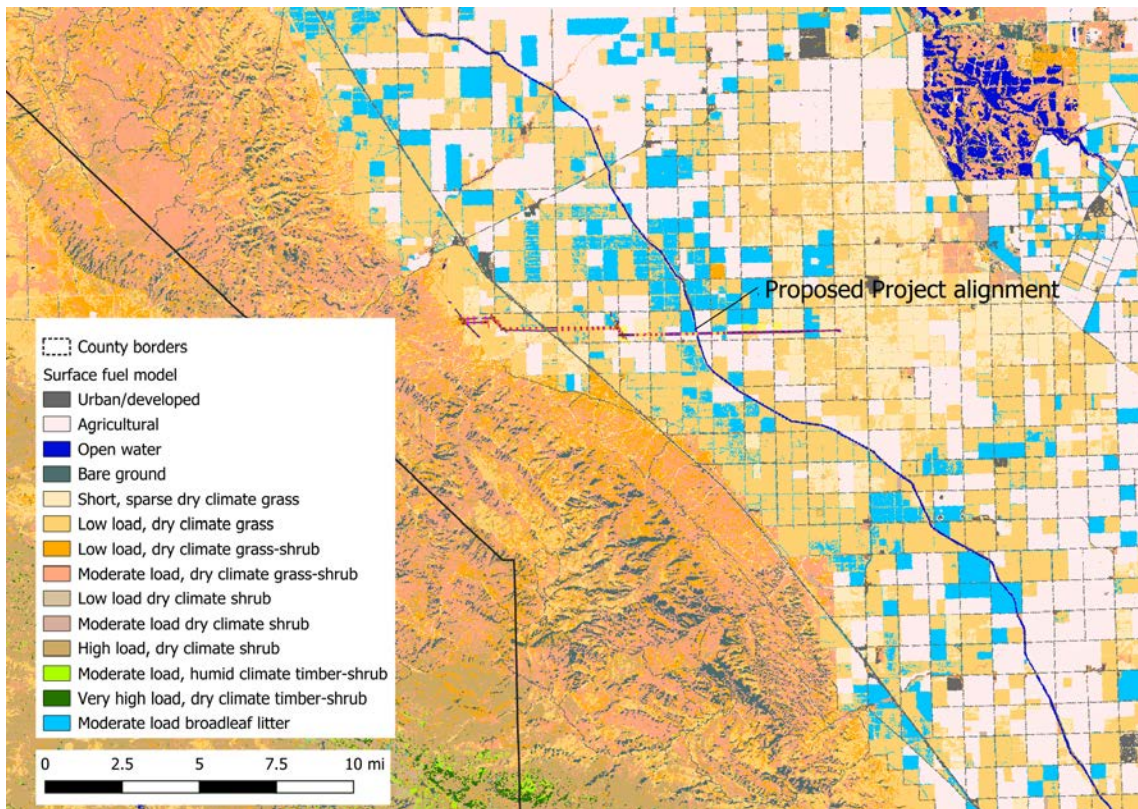 Proposed Project alignment
County borders
Surface fuel model
Urban/developed
Agricultural
Open water
Bare ground
Short, sparse dry climate grass
Low load, dry climate grass
Low load, dry climate grass-shrub
Moderate load, dry climate grass-shrub
Low load dry climate shrub
Moderate load dry climate shrub
High load, dry climate shrub
Moderate load, humid climate timber-shrub
Very high load, dry climate timber-shrub
Moderate load broadleaf litter
0 2.5 5 7.5 10 mi